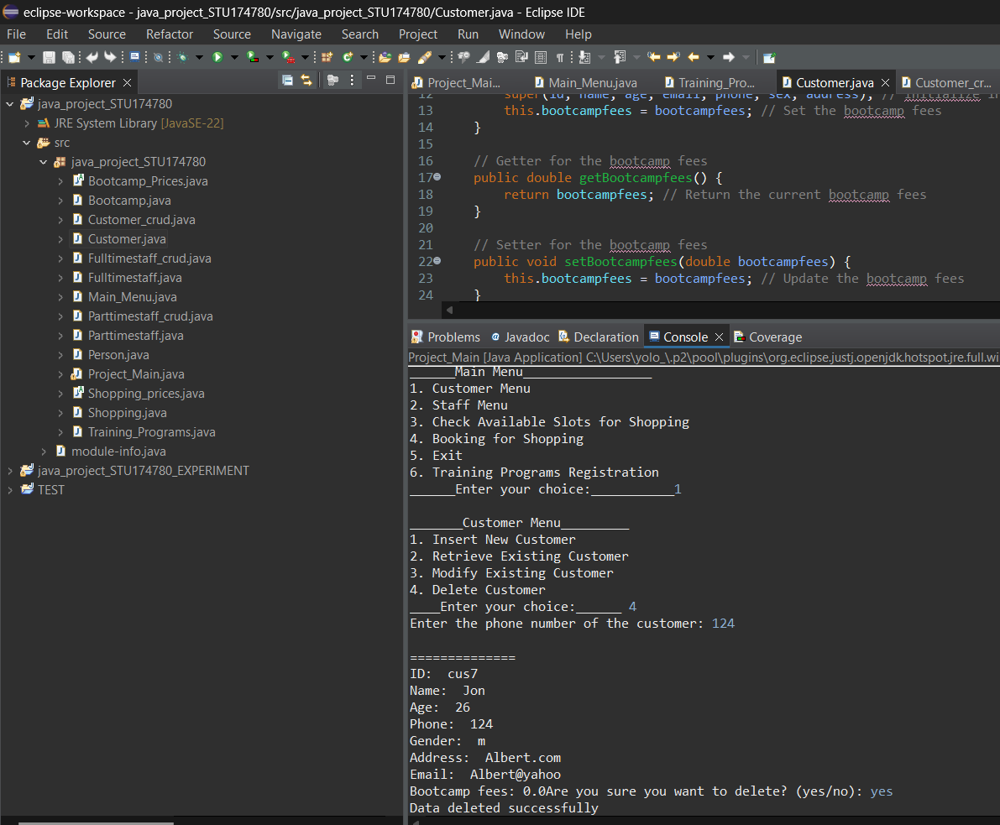 eclipse-workspace - java_project_STU174780/src/java_project_STU174780/Customer.java - Eclipse IDE
File Edit Source Refactor Source Navigate Search Project Run Window Help
Package Explorer
java_project_STU174780
JRE System Library [JavaSE-22]
src
java_project_STU174780
Bootcamp_Prices.java
Bootcamp.java
Customer_crud.java
Customer.java
Fulltimestaff_crud.java
Fulltimestaff.java
Main_Menu.java
Parttimestaff_crud.java
Parttimestaff.java
Person.java
Project_Main.java
Shopping_prices.java
Shopping.java
Training_Programs.java
module-info.java
java_project_STU174780_EXPERIMENT
TEST
Project_Mai... Main_Menu.java Training_Pro... Customer.java Customer_cr...
12 super(id, name, age, email, phone, sex, address); // Initialize in
13 this.bootcampfees = bootcampfees; // Set the bootcamp fees
14 }
15
16 // Getter for the bootcamp fees
17 public double getBootcampfees() {
18 return bootcampfees; // Return the current bootcamp fees
19 }
20
21 // Setter for the bootcamp fees
22 public void setBootcampfees(double bootcampfees) {
23 this.bootcampfees = bootcampfees; // Update the bootcamp fees
24 }
Problems Javadoc Declaration Console Coverage
Project_Main [Java Application] C:\Users\yolo_\.p2\pool\plugins\org.eclipse.justj.openjdk.hotspot.jre.full.wi
______Main Menu_________________
1. Customer Menu
2. Staff Menu
3. Check Available Slots for Shopping
4. Booking for Shopping
5. Exit
6. Training Programs Registration
______Enter your choice:___________1
_______Customer Menu_________
1. Insert New Customer
2. Retrieve Existing Customer
3. Modify Existing Customer
4. Delete Customer
____Enter your choice:______ 4
Enter the phone number of the customer: 124
==============
ID:  cus7
Name:  Jon
Age:  26
Phone:  124
Gender:  m
Address:  Albert.com
Email:  Albert@yahoo
Bootcamp fees: 0.0Are you sure you want to delete? (yes/no): yes
Data deleted successfully